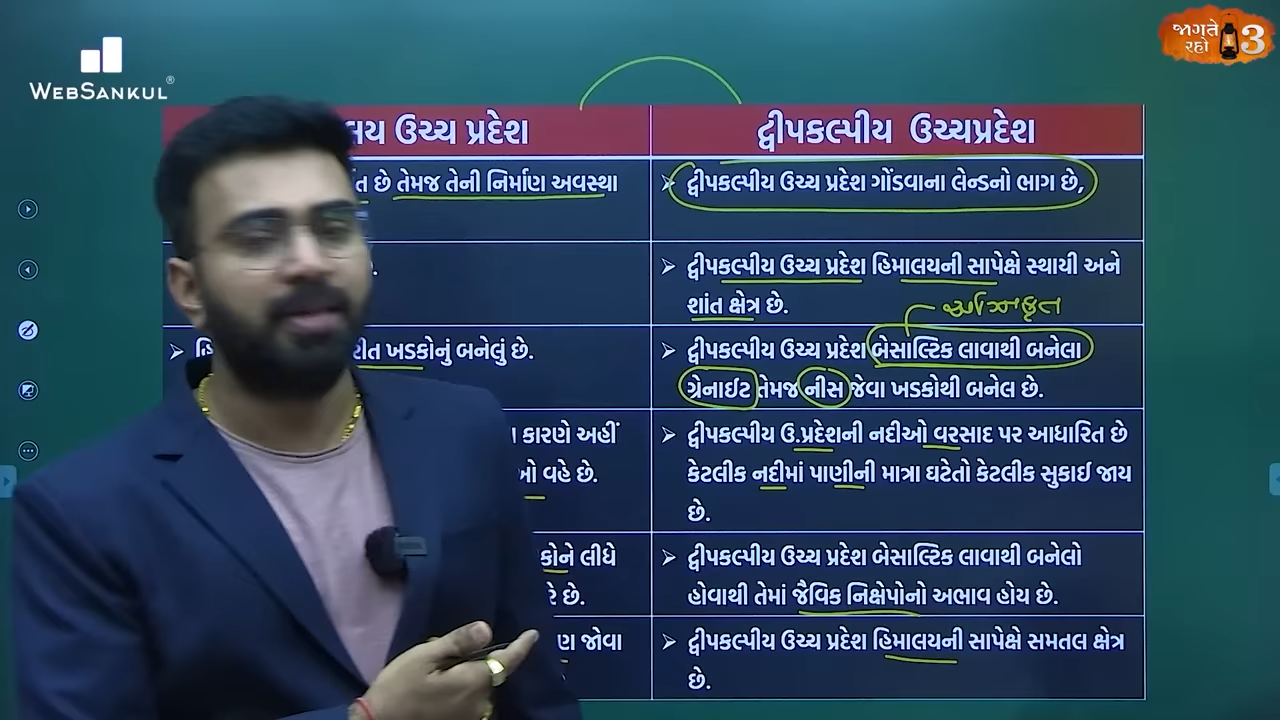 WEBSANKUL®
જાગતે
રહો 3
ઉચ્ચ પ્રદેશ
દ્વીપકલ્પીય ઉચ્ચપ્રદેશ
છે તેમજ તેની નિર્માણ અવસ્થા
➢ દ્વીપકલ્પીય ઉચ્ચ પ્રદેશ ગોંડવાના લેન્ડનો ભાગ છે,
➢ દ્વીપકલ્પીય ઉચ્ચ પ્રદેશ હિમાલયની સાપેક્ષે સ્થાયી અને
શાંત ક્ષેત્ર છે.
ખડકોનું બનેલું છે.
➢ દ્વીપકલ્પીય ઉચ્ચ પ્રદેશ બેસાલ્ટિક લાવાથી બનેલા
ગ્રેનાઈટ તેમજ નીસ જેવા ખડકોથી બનેલ છે.
કારણે અહીં
વહે છે.
➢ દ્વીપકલ્પીય ઉ.પ્રદેશની નદીઓ વરસાદ પર આધારિત છે
કેટલીક નદીમાં પાણીની માત્રા ઘટેતો કેટલીક સુકાઇ જાય
છે.
લીધે
છે.
➢ દ્વીપકલ્પીય ઉચ્ચ પ્રદેશ બેસાલ્ટિક લાવાથી બનેલો
હોવાથી તેમાં જૈવિક નિક્ષેપોનો અભાવ હોય છે.
જોવા
➢ દ્વીપકલ્પીય ઉચ્ચ પ્રદેશ હિમાલયની સાપેક્ષે સમતલ ક્ષેત્ર
છે.